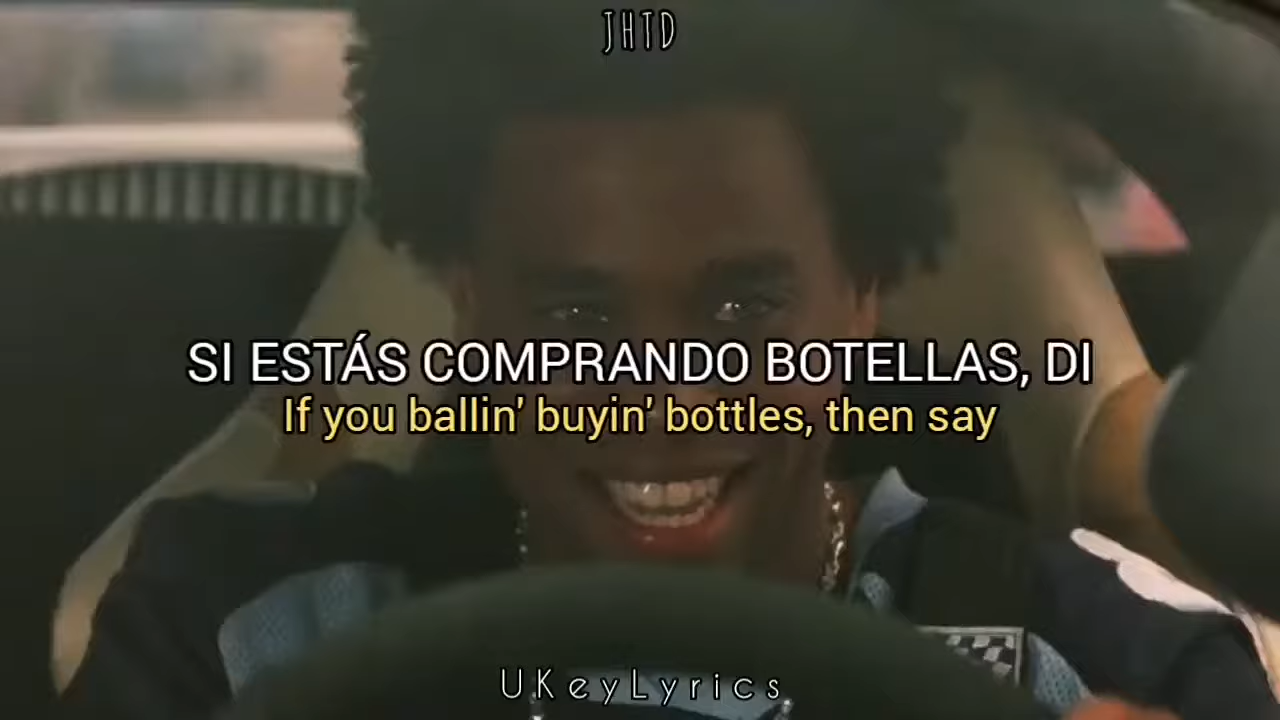 JHTD
SI ESTÁS COMPRANDO BOTELLAS, DI
If you ballin' buyin' bottles, then say
UKeyLyrics